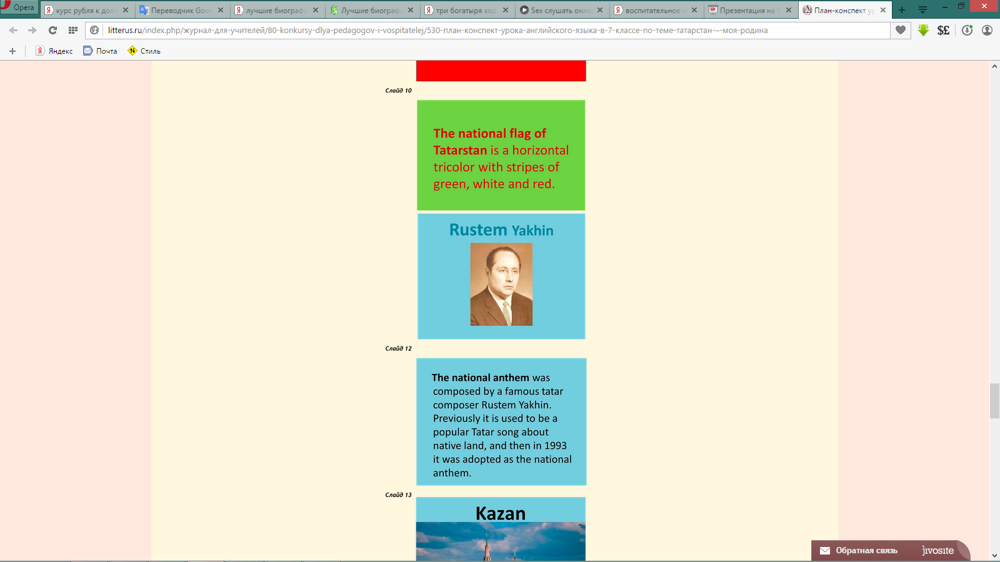 Opera
курс рубля к долл
Переводчик Goog
лучшие биографи
Лучшие биограф
три богатыря ход
Sex слушать онла
воспитательное м
Презентация на т
План-конспект ур
litterus.ru/index.php/журнал-для-учителей/80-konkursy-dlya-pedagogov-i-vospitatelej/530-план-конспект-урока-английского-языка-в-7-классе-по-теме-татарстан-–-моя-родина
$£
Яндекс
Почта
Стиль
Слайд 10
The national flag of
Tatarstan is a horizontal
tricolor with stripes of
green, white and red.
Rustem Yakhin
Слайд 12
The national anthem was
composed by a famous tatar
composer Rustem Yakhin.
Previously it is used to be a
popular Tatar song about
native land, and then in 1993
it was adopted as the national
anthem.
Слайд 13
Kazan
Обратная связь
jivosite